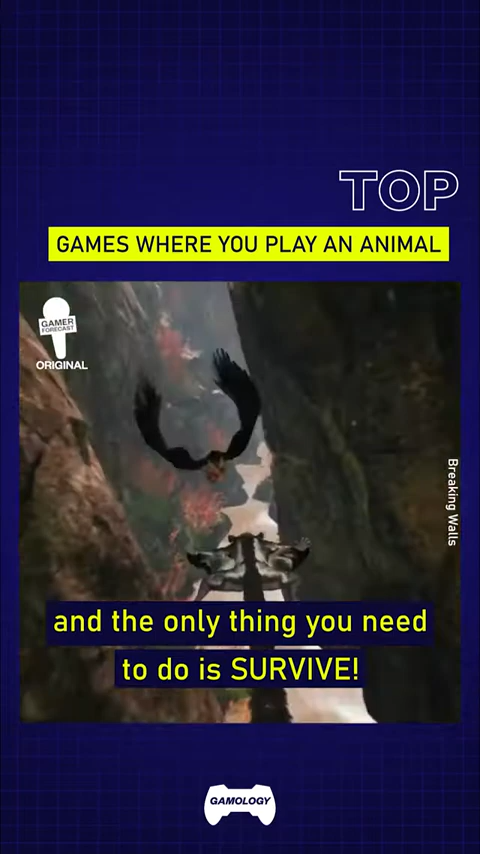 TOP
GAMES WHERE YOU PLAY AN ANIMAL
GAMER
FORECAST
ORIGINAL
Breaking Walls
and the only thing you need
to do is SURVIVE!
GAMOLOGY